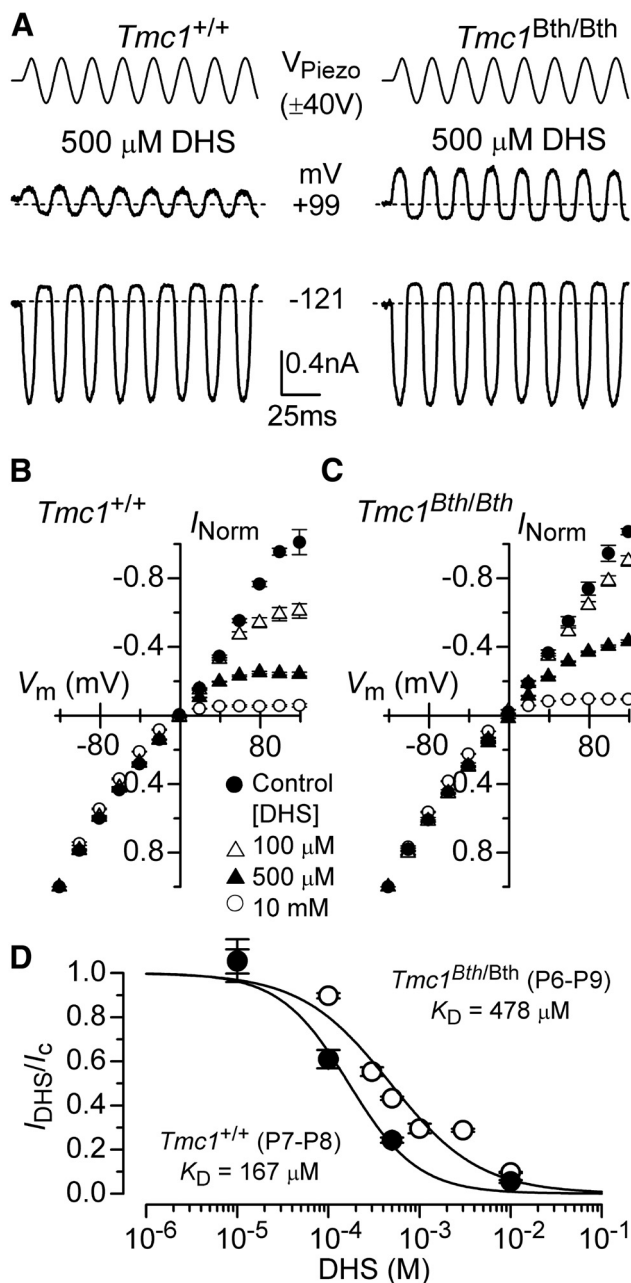 A
Tmc1+/+
Tmc1Bth/Bth
VPiezo
(±40V)
500 µM DHS
500 µM DHS
mV
+99
-121
0.4nA
25ms
B
C
Tmc1+/+
INorm
Tmc1Bth/Bth
INorm
-0.8
-0.8
-0.4
-0.4
Vm (mV)
Vm (mV)
-80
80
-80
80
0.4
0.4
0.8
0.8
Control
[DHS]
100 µM
500 µM
10 mM
D
1.0
0.8
0.6
0.4
0.2
0.0
IDHS/Ic
Tmc1Bth/Bth (P6-P9)
KD = 478 µM
Tmc1+/+ (P7-P8)
KD = 167 µM
10-6 10-5 10-4 10-3 10-2 10-1
DHS (M)